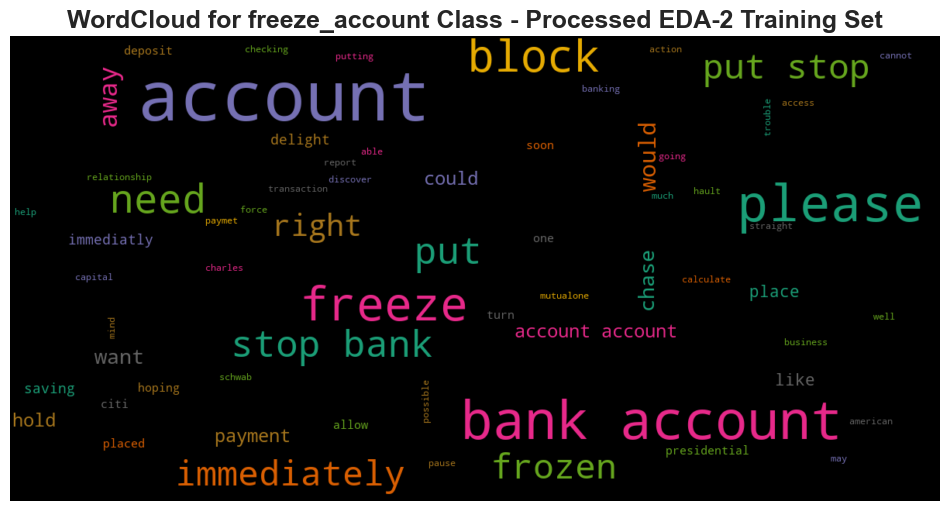 WordCloud for freeze_account Class - Processed EDA-2 Training Set
deposit
checking
putting
block
action
cannot
away
account
put stop
banking
access
trouble
delight
able
soon
would
going
report
relationship
discover
could
transaction
need
much
hault
please
help
force
paymet
right
straight
immediatly
put
one
charles
capital
chase
calculate
place
mutualone
freeze
turn
well
mind
account account
stop bank
business
want
schwab
like
saving
hoping
possible
citi
hold
allow
bank account
american
placed
payment
presidential
immediately
pause
frozen
may